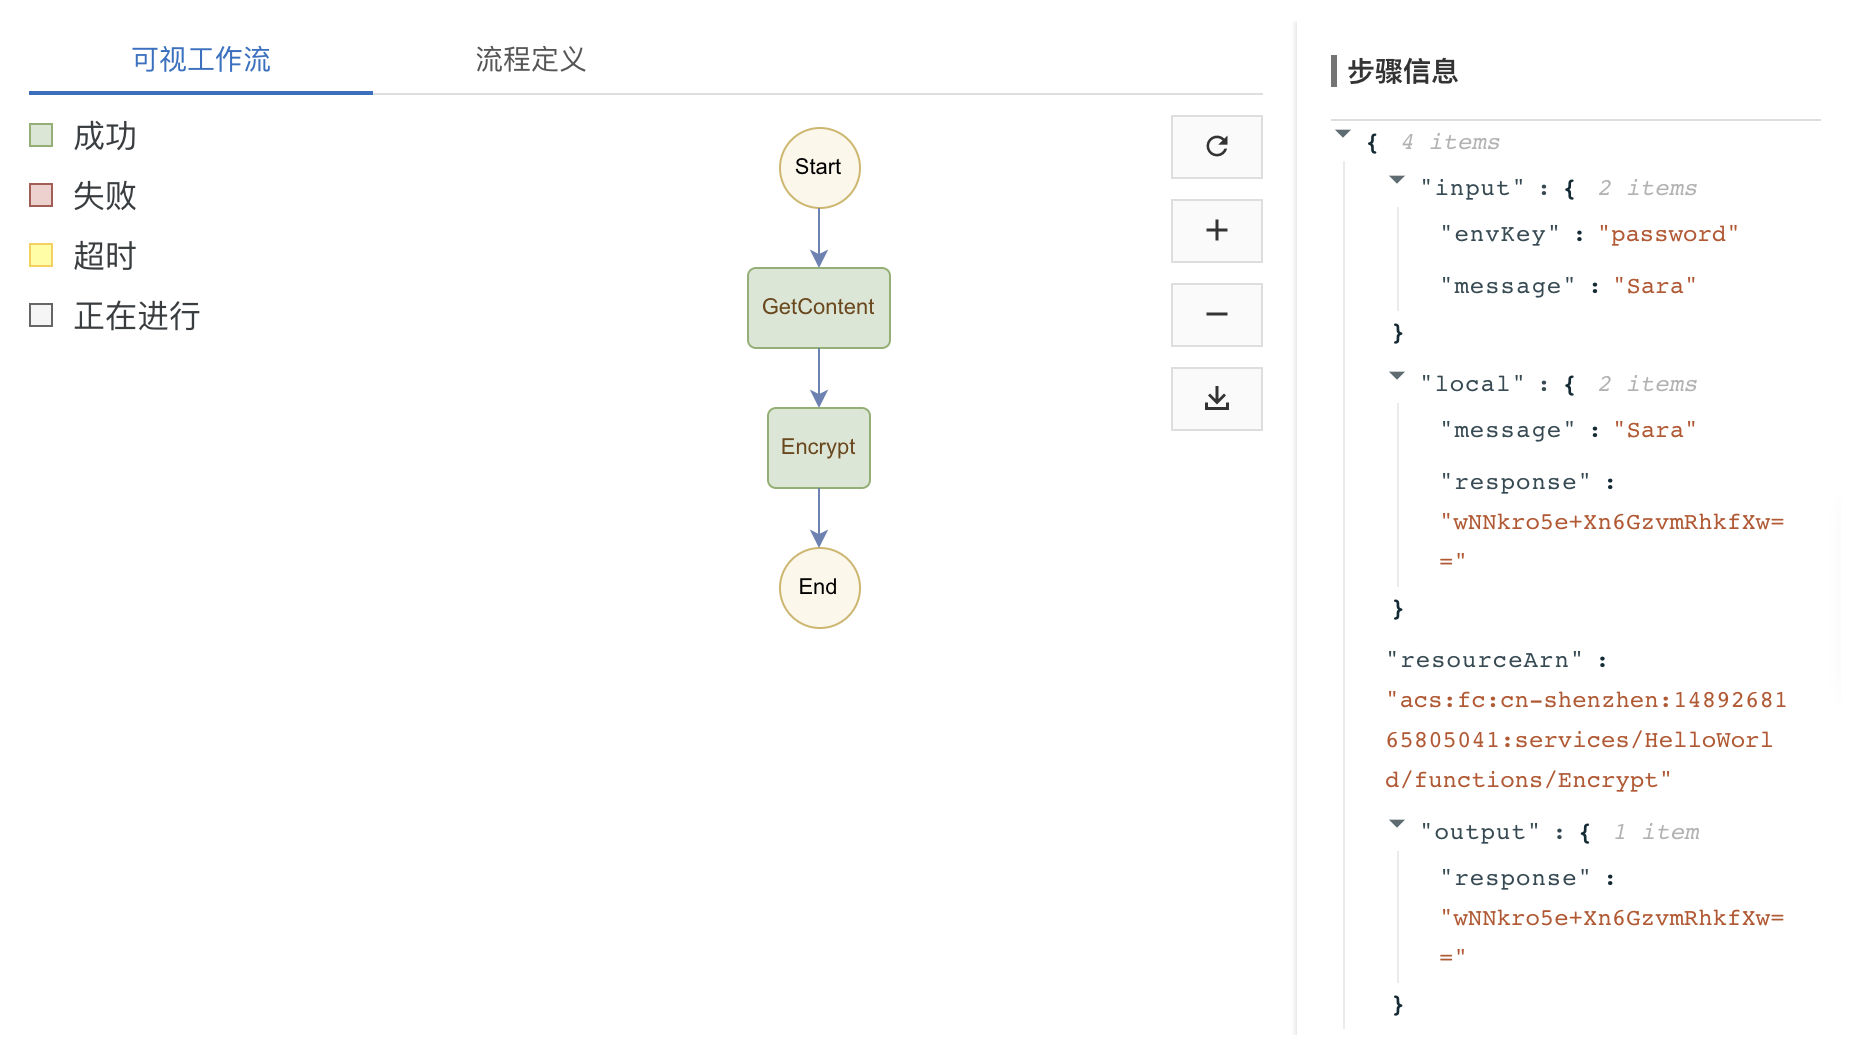 可视工作流
流程定义
成功
失败
超时
正在进行
Start
GetContent
Encrypt
End
步骤信息
{ 4 items
"input" : { 2 items
"envKey" : "password"
"message" : "Sara"
}
"local" : { 2 items
"message" : "Sara"
"response" :
"wNNkro5e+Xn6GzvmRhkfXw=
="
}
"resourceArn" :
"acs:fc:cn-shenzhen:14892681
65805041:services/HelloWorl
d/functions/Encrypt"
"output" : { 1 item
"response" :
"wNNkro5e+Xn6GzvmRhkfXw=
="
}